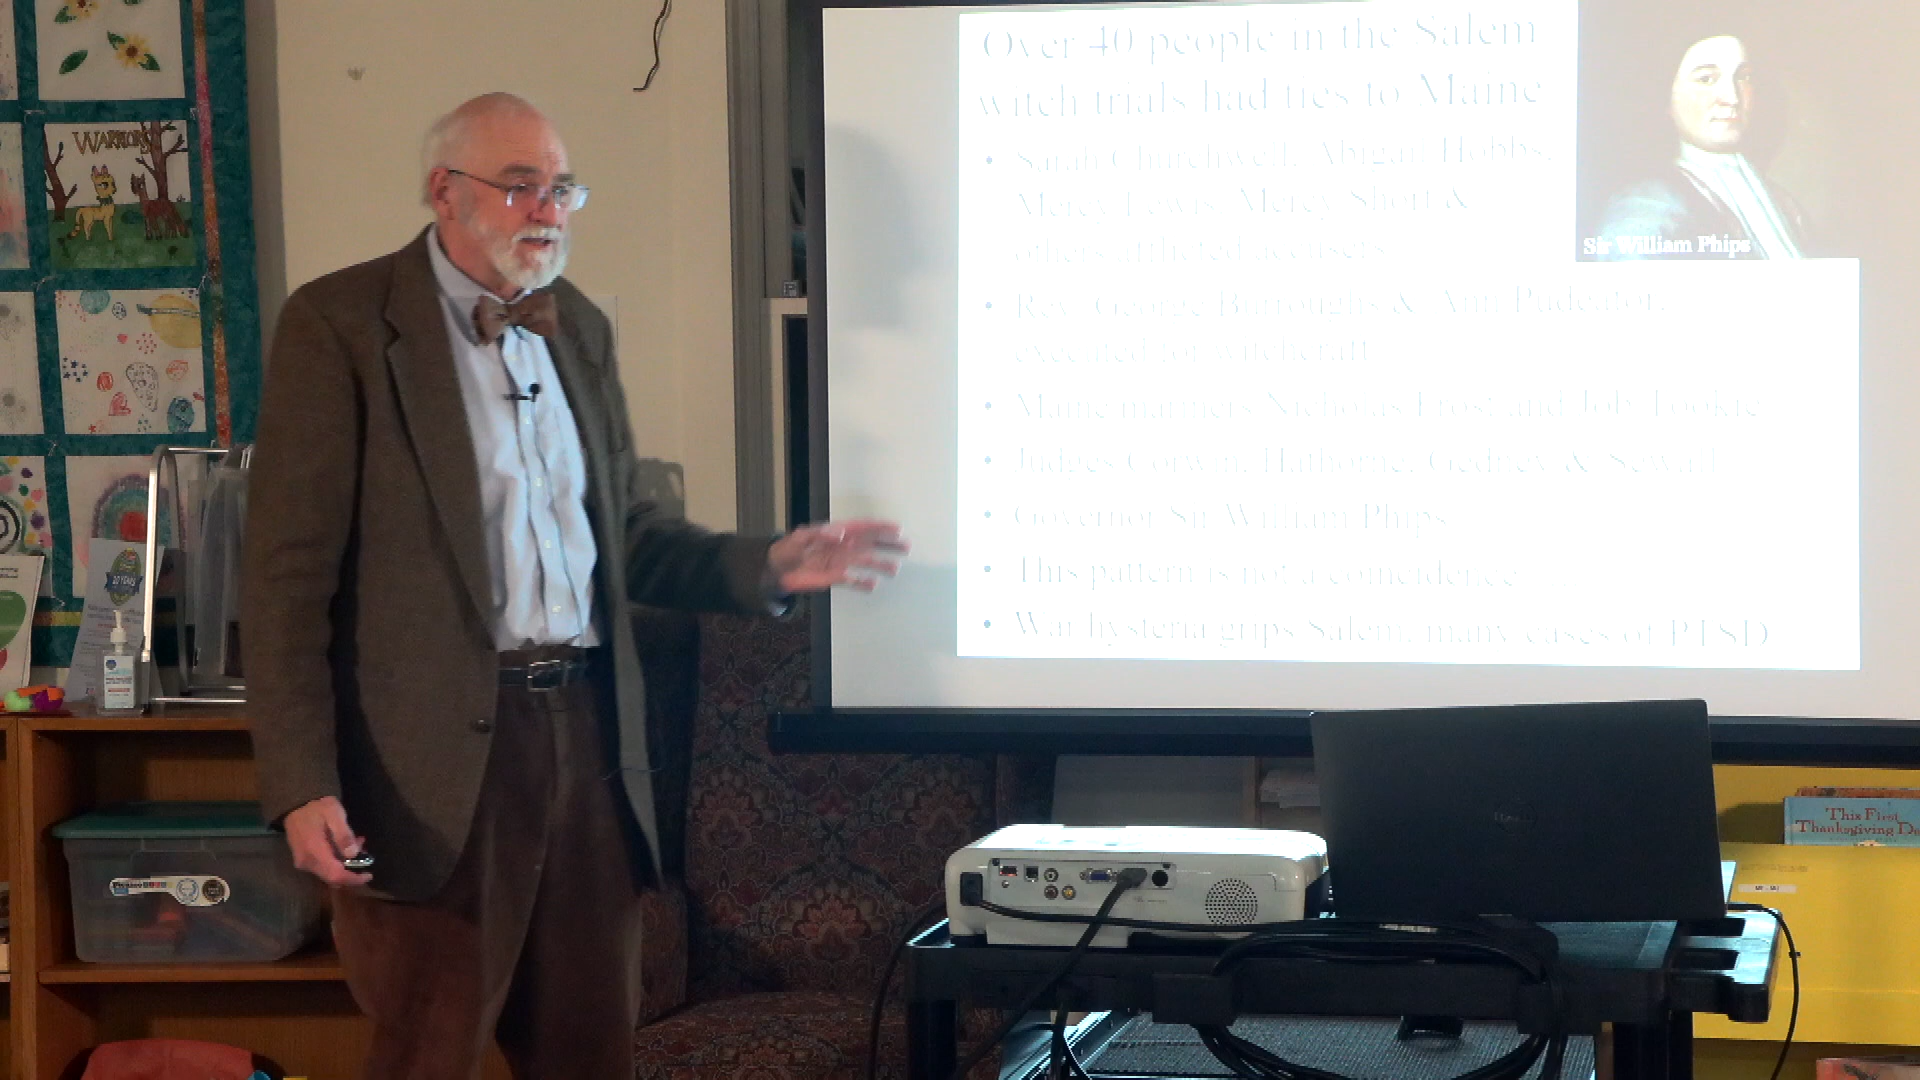 WARRIORS
20 YEARS
Over 40 people in the Salem
witch trials had ties to Maine
• Sarah Churchwell, Abigail Hobbs,
Mercy Lewis, Mercy Short &
others afflicted accusers
• Rev. George Burroughs & Ann Pudeator,
executed for witchcraft
• Maine mariners Nicholas Frost and Job Tookie
• Judges Corwin, Hathorne, Gedney & Sewall
• Governor Sir William Phips
• This pattern is not a coincidence
• War hysteria grips Salem, many cases of PTSD
Sir William Phips
This First
Thanksgiving Da